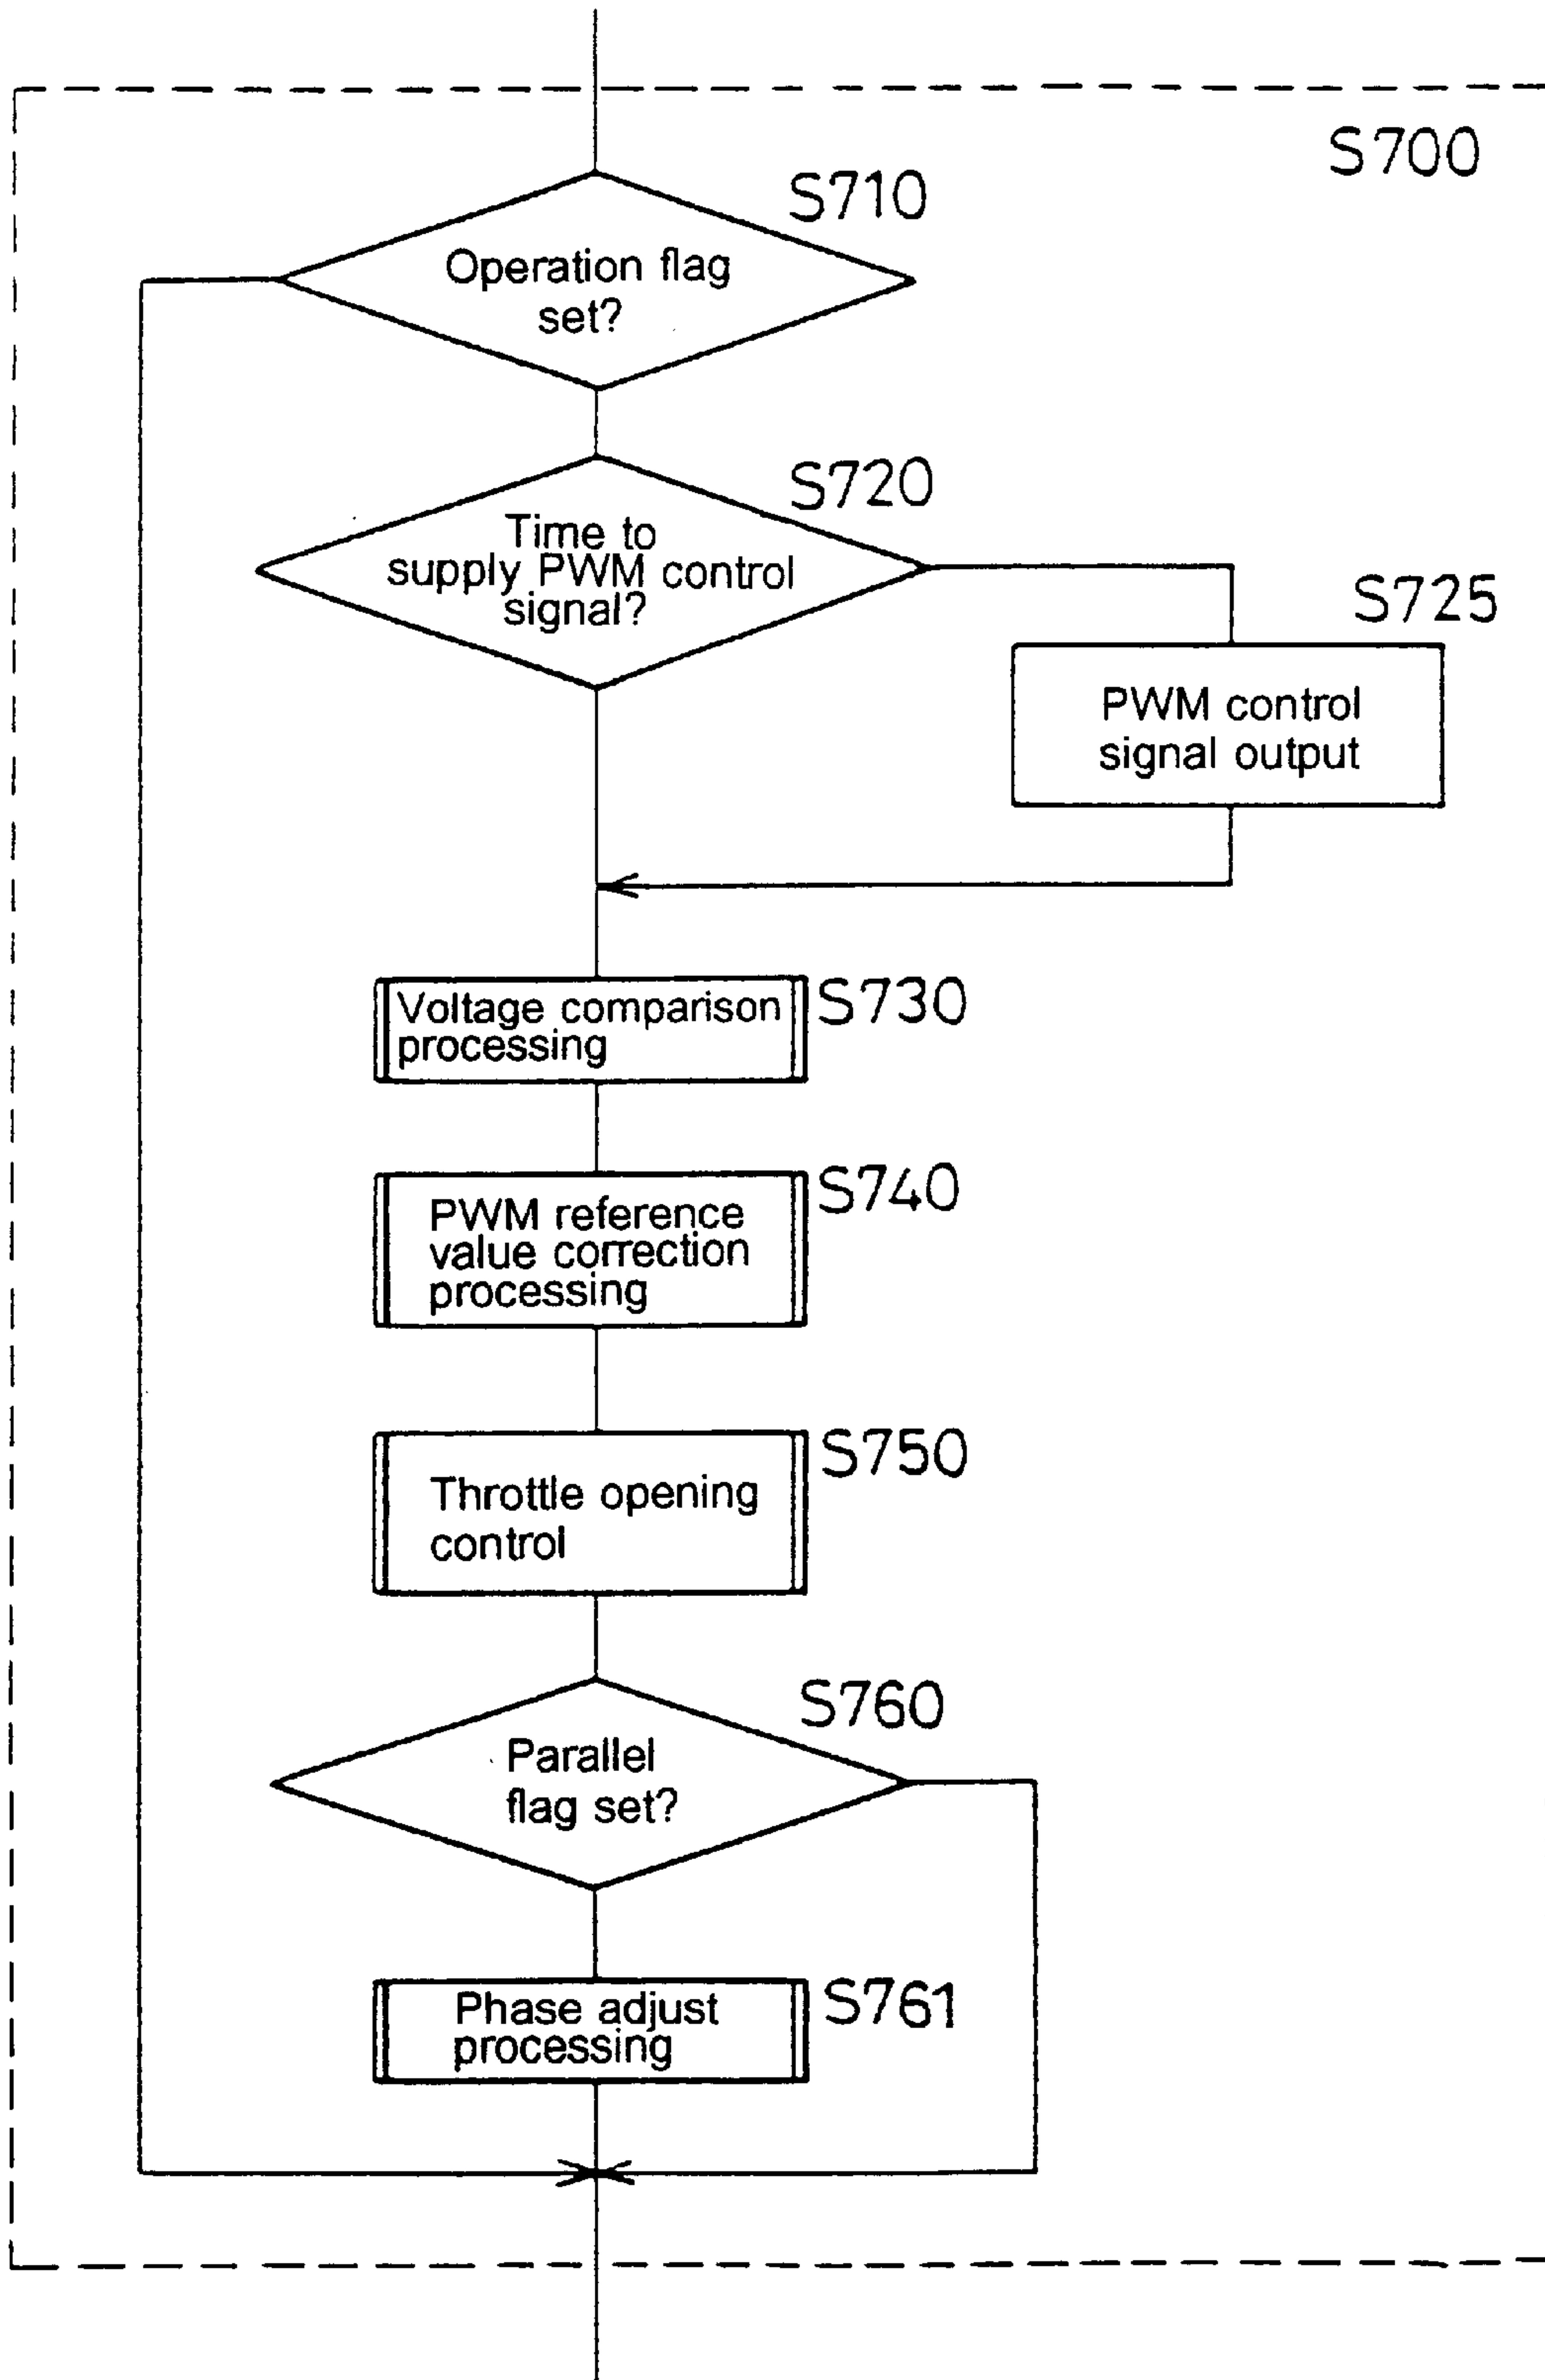 S700
S710
Operation flag
set?
S720
Time to
supply PWM control
signal?
S725
PWM control
signal output
S730
Voltage comparison
processing
S740
PWM reference
value correction
processing
S750
Throttle opening
control
S760
Parallel
flag set?
S761
Phase adjust
processing